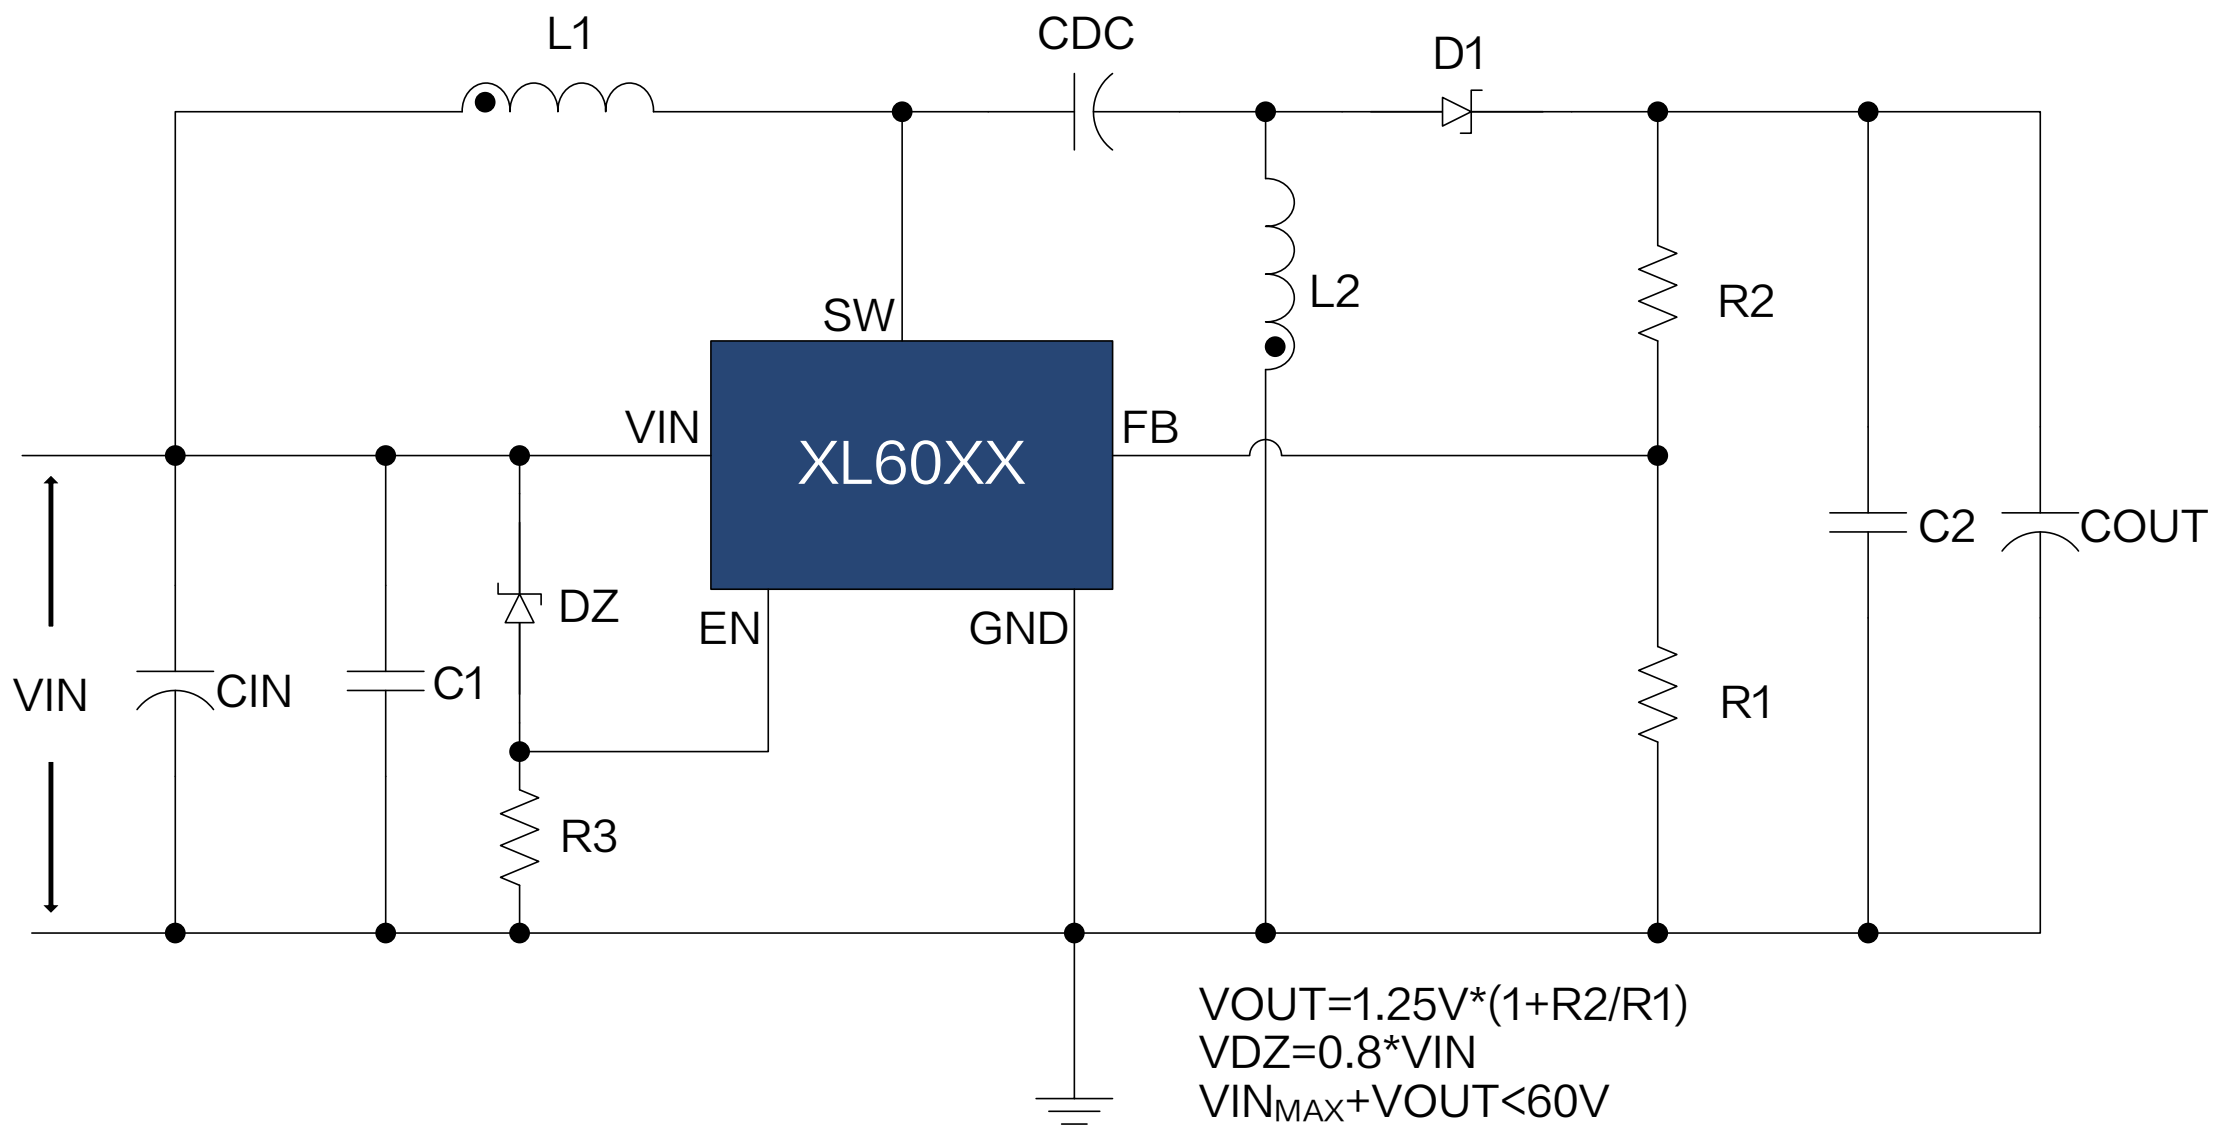 L1
CDC
D1
L2
R2
SW
VIN
XL60XX
FB
C2
COUT
DZ
EN
GND
VIN
CIN
C1
R1
R3
VOUT=1.25V*(1+R2/R1)
VDZ=0.8*VIN
VINMAX+VOUT<60V